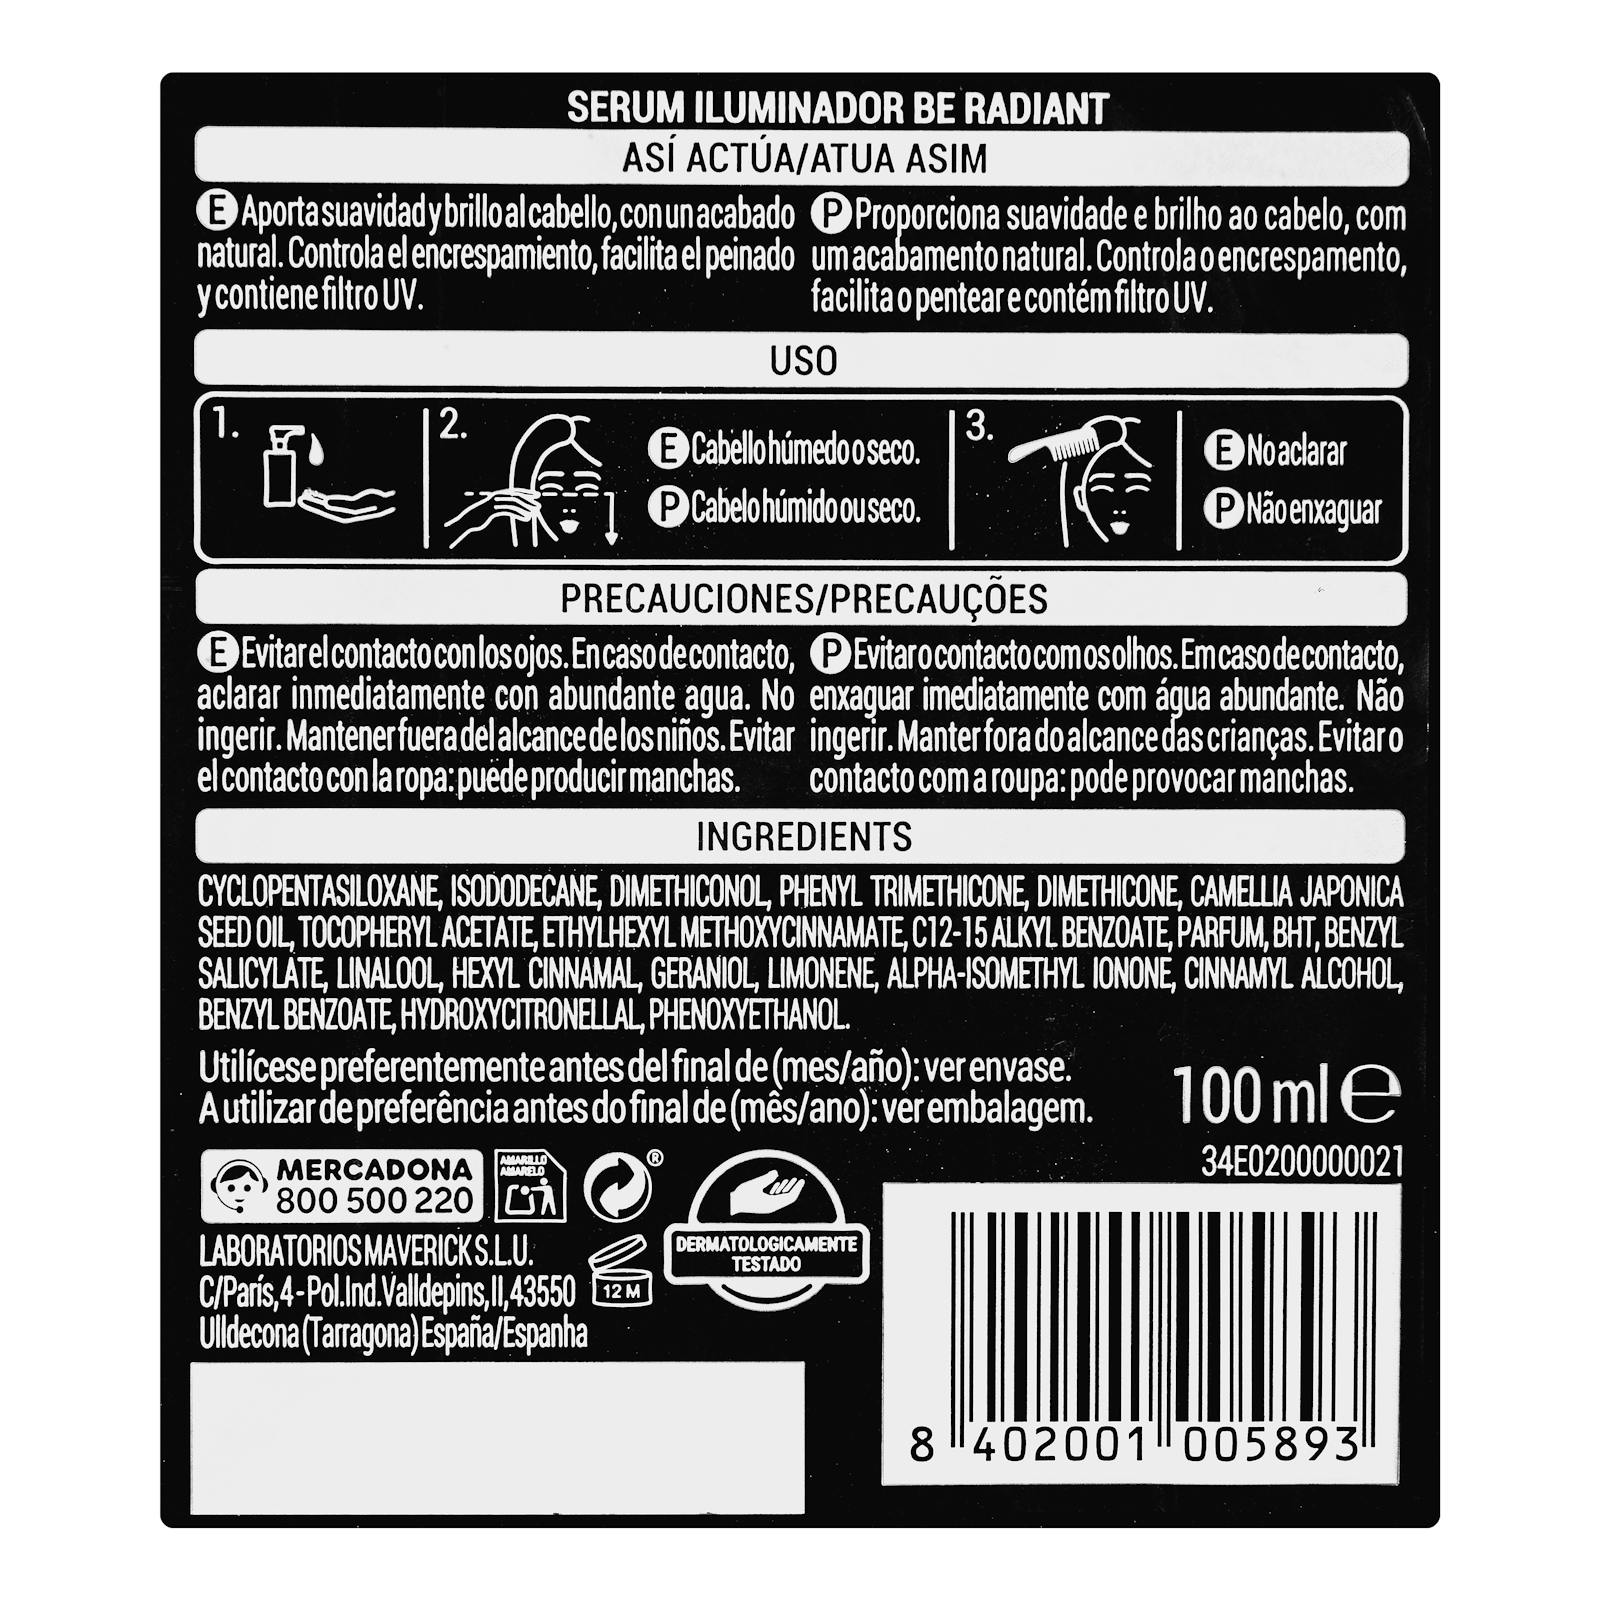 SERUM ILUMINADOR BE RADIANT
ASÍ ACTÚA/ATUA ASIM
E Aporta suavidad y brillo al cabello, con un acabado
natural. Controla el encrespamiento, facilita el peinado
y contiene filtro UV.
P Proporciona suavidade e brilho ao cabelo, com
um acabamento natural. Controla o encrespamento,
facilita o pentear e contém filtro UV.
USO
1.
2.
E Cabello húmedo o seco.
P Cabelo húmido ou seco.
3.
E No aclarar
P Não enxaguar
PRECAUCIONES/PRECAUÇÕES
E Evitar el contacto con los ojos. En caso de contacto,
aclarar inmediatamente con abundante agua. No
ingerir. Mantener fuera del alcance de los niños. Evitar
el contacto con la ropa: puede producir manchas.
P Evitar o contacto com os olhos. Em caso de contacto,
enxaguar imediatamente com água abundante. Não
ingerir. Manter fora do alcance das crianças. Evitar o
contacto com a roupa: pode provocar manchas.
INGREDIENTS
CYCLOPENTASILOXANE, ISODODECANE, DIMETHICONOL, PHENYL TRIMETHICONE, DIMETHICONE, CAMELLIA JAPONICA
SEED OIL, TOCOPHERYL ACETATE, ETHYLHEXYL METHOXYCINNAMATE, C12-15 ALKYL BENZOATE, PARFUM, BHT, BENZYL
SALICYLATE, LINALOOL, HEXYL CINNAMAL, GERANIOL, LIMONENE, ALPHA-ISOMETHYL IONONE, CINNAMYL ALCOHOL,
BENZYL BENZOATE, HYDROXYCITRONELLAL, PHENOXYETHANOL.
Utilícese preferentemente antes del final de (mes/año): ver envase.
A utilizar de preferência antes do final de (mês/ano): ver embalagem.
100 ml e
34E0200000021
MERCADONA
800 500 220
AMARILLO
AMARELO
®
DERMATOLOGICAMENTE
TESTADO
LABORATORIOS MAVERICK S.L.U.
C/París, 4 - Pol.Ind. Valldepins, II, 43550
Ulldecona (Tarragona) España/Espanha
12 M
8 402001 005893